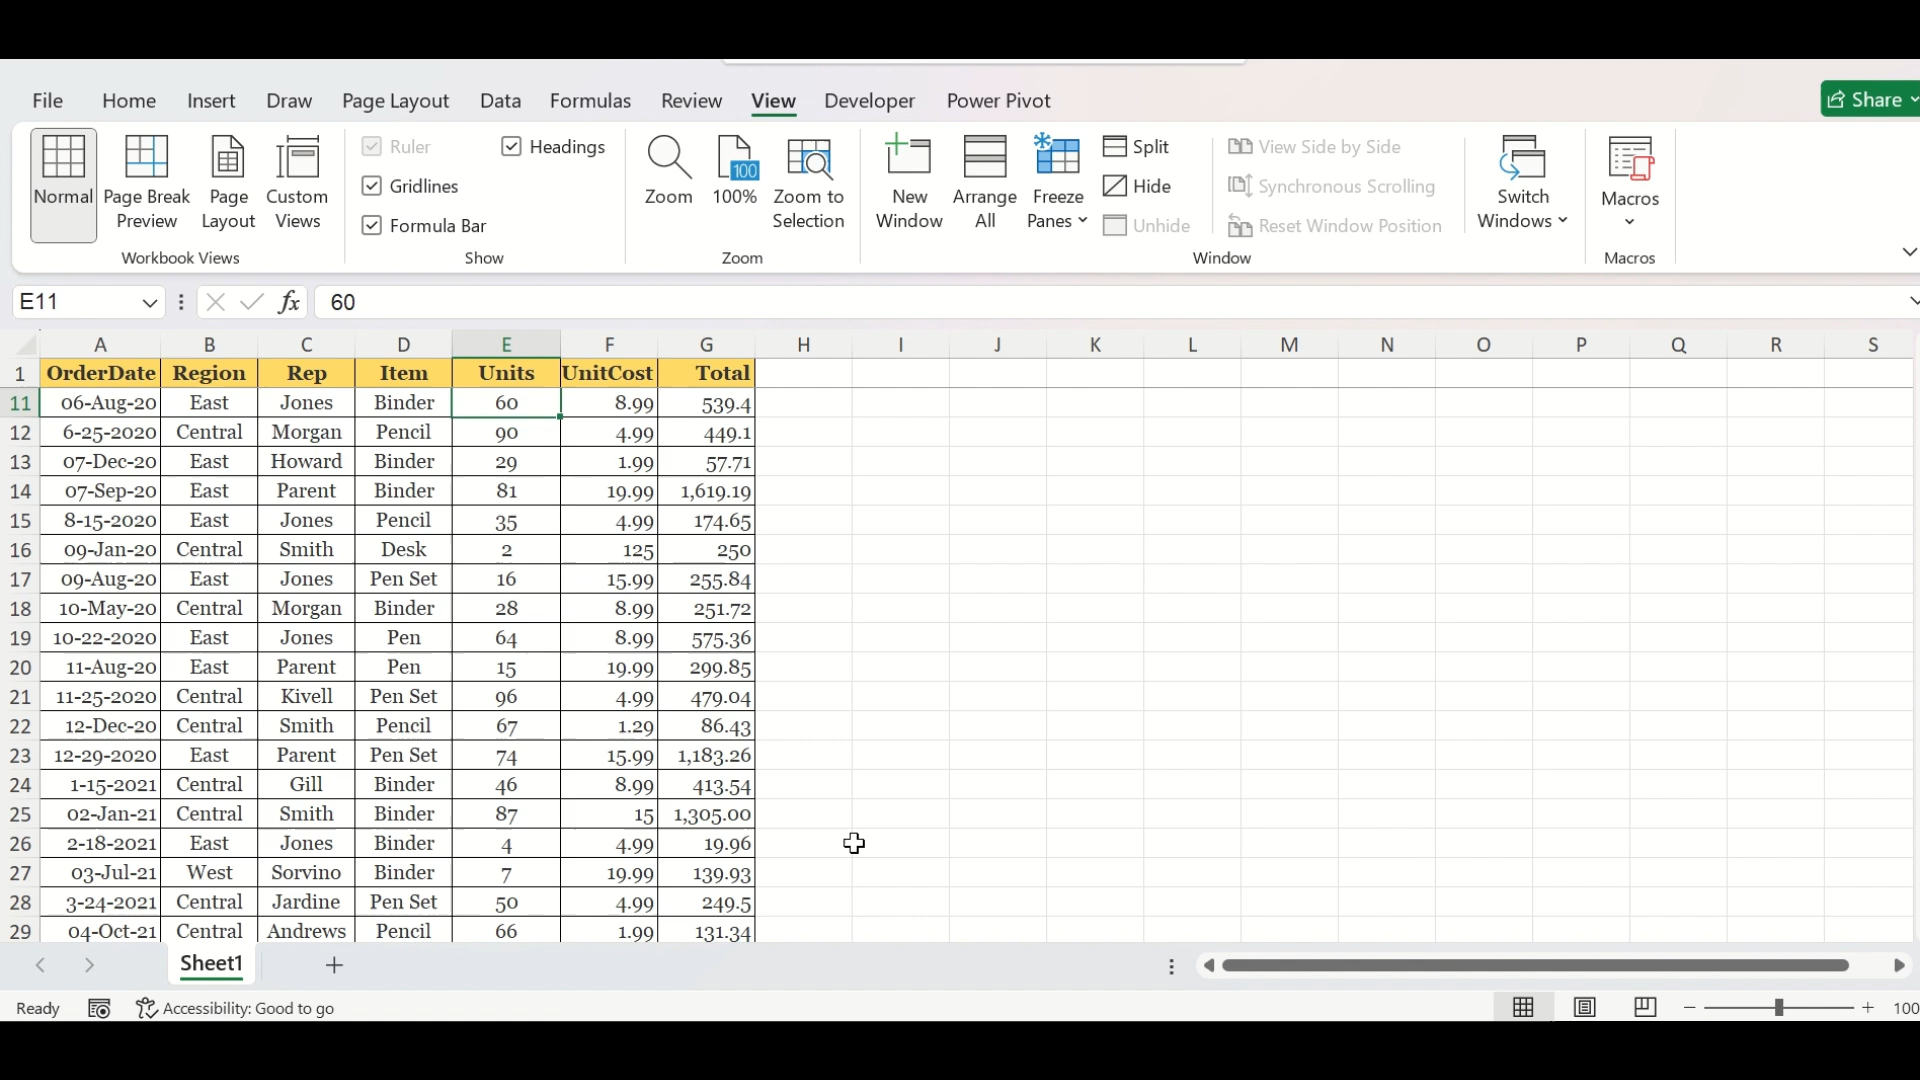 File Home Insert Draw Page Layout Data Formulas Review View Developer Power Pivot Share
Normal Page Break Preview Page Layout Custom Views
Workbook Views
Ruler Headings
Gridlines
Formula Bar
Show
Zoom 100 100% Zoom to Selection
Zoom
New Window Arrange All Freeze Panes
Split
Hide
Unhide
View Side by Side
Synchronous Scrolling
Reset Window Position
Switch Windows
Window
Macros
Macros
E11 fx 60
A B C D E F G H I J K L M N O P Q R S
1 OrderDate Region Rep Item Units UnitCost Total
11 06-Aug-20 East Jones Binder 60 8.99 539.4
12 6-25-2020 Central Morgan Pencil 90 4.99 449.1
13 07-Dec-20 East Howard Binder 29 1.99 57.71
14 07-Sep-20 East Parent Binder 81 19.99 1,619.19
15 8-15-2020 East Jones Pencil 35 4.99 174.65
16 09-Jan-20 Central Smith Desk 2 125 250
17 09-Aug-20 East Jones Pen Set 16 15.99 255.84
18 10-May-20 Central Morgan Binder 28 8.99 251.72
19 10-22-2020 East Jones Pen 64 8.99 575.36
20 11-Aug-20 East Parent Pen 15 19.99 299.85
21 11-25-2020 Central Kivell Pen Set 96 4.99 479.04
22 12-Dec-20 Central Smith Pencil 67 1.29 86.43
23 12-29-2020 East Parent Pen Set 74 15.99 1,183.26
24 1-15-2021 Central Gill Binder 46 8.99 413.54
25 02-Jan-21 Central Smith Binder 87 15 1,305.00
26 2-18-2021 East Jones Binder 4 4.99 19.96
27 03-Jul-21 West Sorvino Binder 7 19.99 139.93
28 3-24-2021 Central Jardine Pen Set 50 4.99 249.5
29 04-Oct-21 Central Andrews Pencil 66 1.99 131.34
Sheet1
Ready Accessibility: Good to go 100